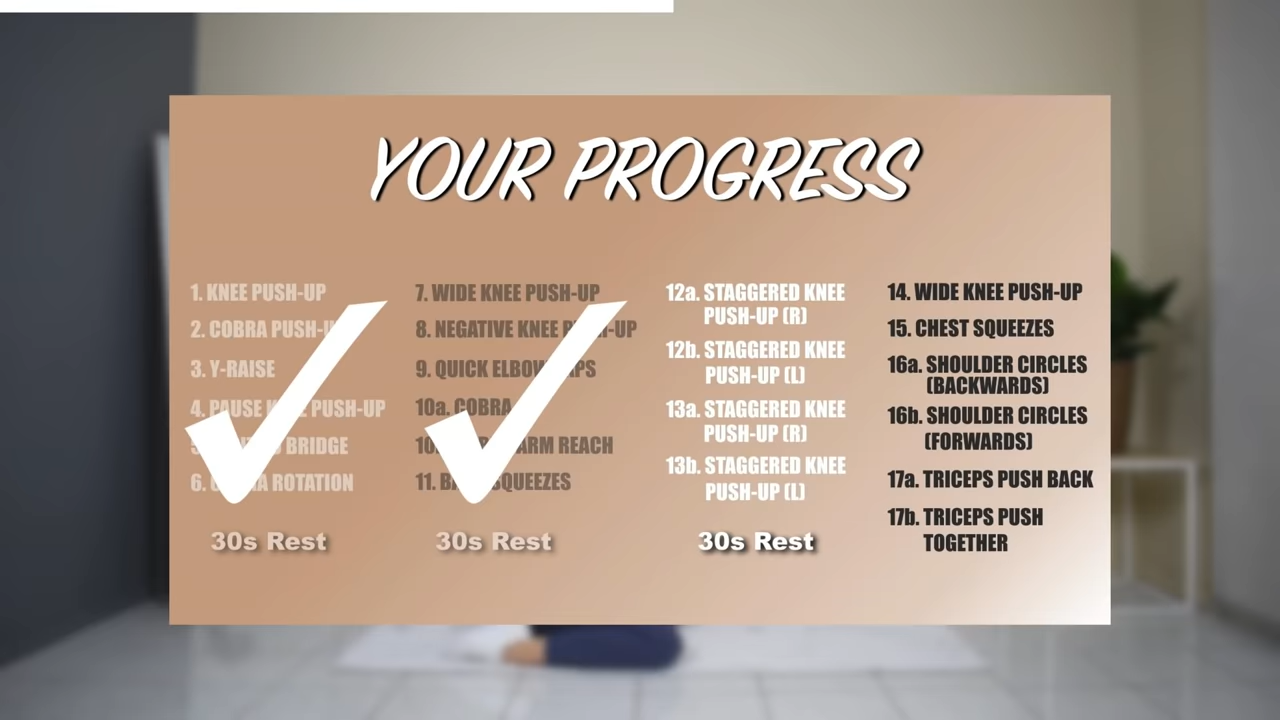 YOUR PROGRESS
1. KNEE PUSH-UP
2. COBRA PUSH-U
3. Y-RAISE
4. PAUSE PUSH-UP
BRIDGE
6. ROTATION
30s Rest
7. WIDE KNEE PUSH-UP
8. NEGATIVE KNEE -UP
9. QUICK ELBOW
10a. COBRA
ARM REACH
11. SQUEEZES
30s Rest
12a. STAGGERED KNEE
PUSH-UP (R)
12b. STAGGERED KNEE
PUSH-UP (L)
13a. STAGGERED KNEE
PUSH-UP (R)
13b. STAGGERED KNEE
PUSH-UP (L)
30s Rest
14. WIDE KNEE PUSH-UP
15. CHEST SQUEEZES
16a. SHOULDER CIRCLES
(BACKWARDS)
16b. SHOULDER CIRCLES
(FORWARDS)
17a. TRICEPS PUSH BACK
17b. TRICEPS PUSH
TOGETHER